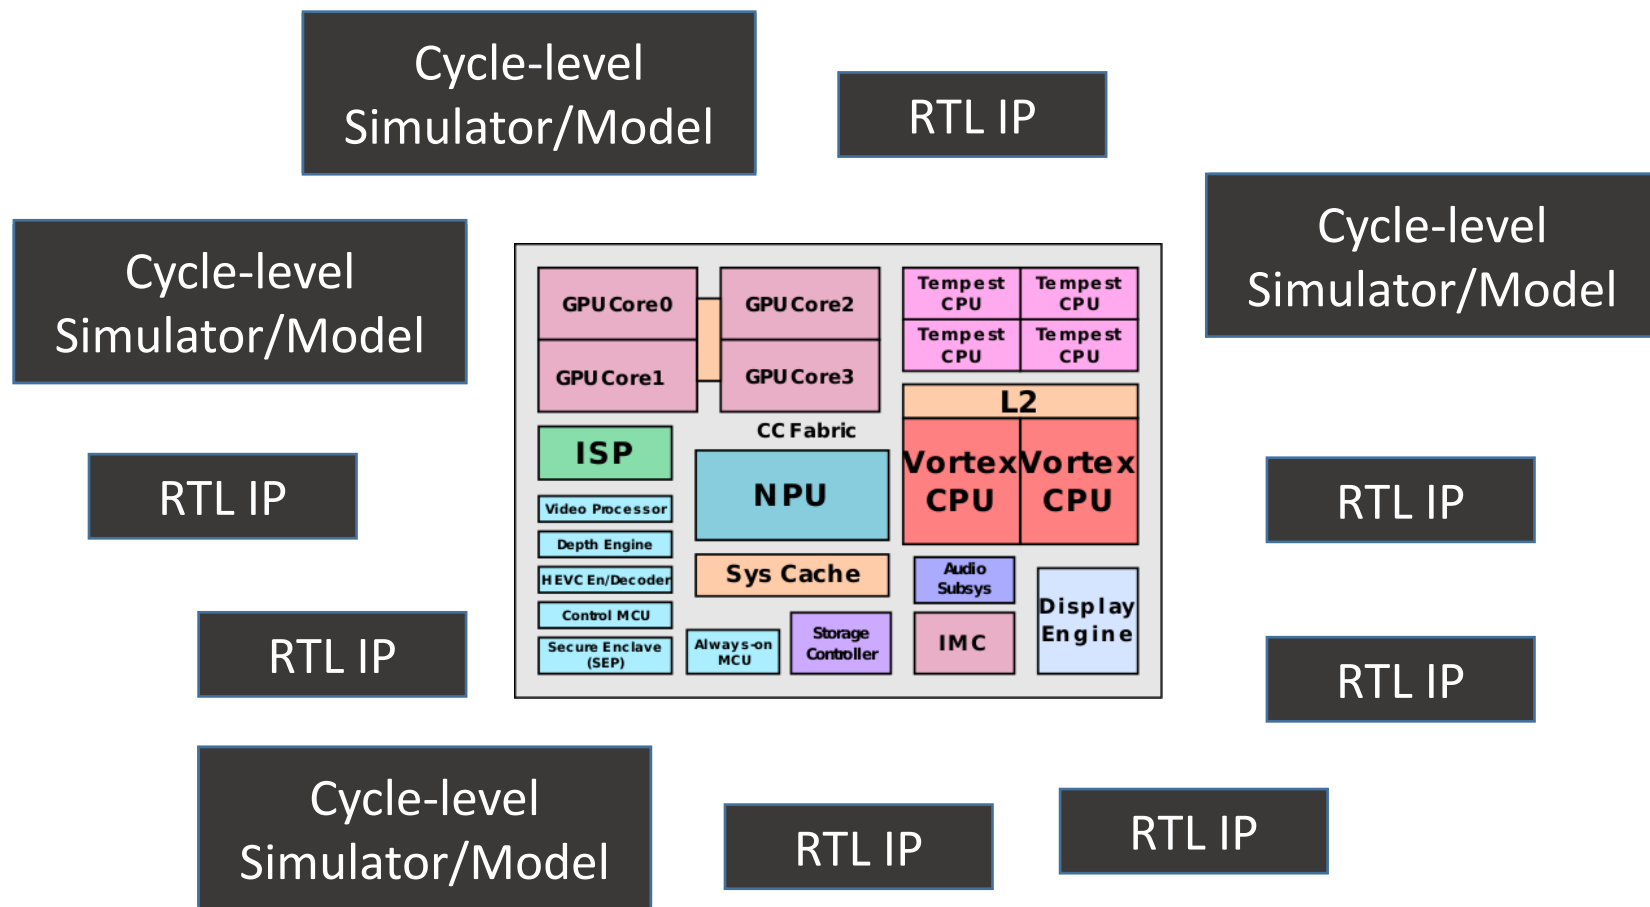 Cycle-level
Simulator/Model
RTL IP
Cycle-level
Simulator/Model
Cycle-level
Simulator/Model
GPU Core0
GPU Core2
GPU Core1
GPU Core3
Tempest
CPU
Tempest
CPU
Tempest
CPU
Tempest
CPU
L2
CC Fabric
ISP
NPU
Vortex
CPU
Vortex
CPU
Video Processor
Depth Engine
HEVC En/Decoder
Control MCU
Secure Enclave
(SEP)
Sys Cache
Always-on
MCU
Storage
Controller
Audio
Subsys
IMC
Display
Engine
RTL IP
RTL IP
RTL IP
RTL IP
Cycle-level
Simulator/Model
RTL IP
RTL IP